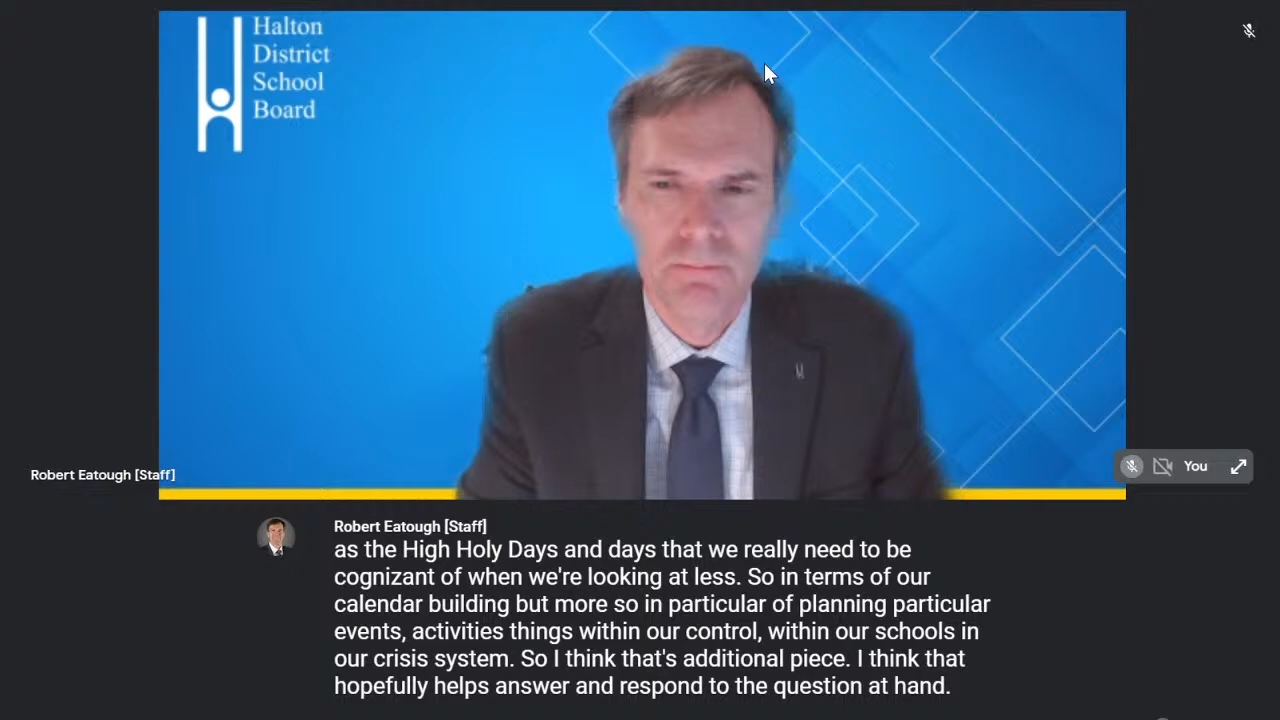 Halton
District
School
Board
Robert Eatough [Staff]
You
Robert Eatough [Staff]
as the High Holy Days and days that we really need to be
cognizant of when we're looking at less. So in terms of our
calendar building but more so in particular of planning particular
events, activities things within our control, within our schools in
our crisis system. So I think that's additional piece. I think that
hopefully helps answer and respond to the question at hand.